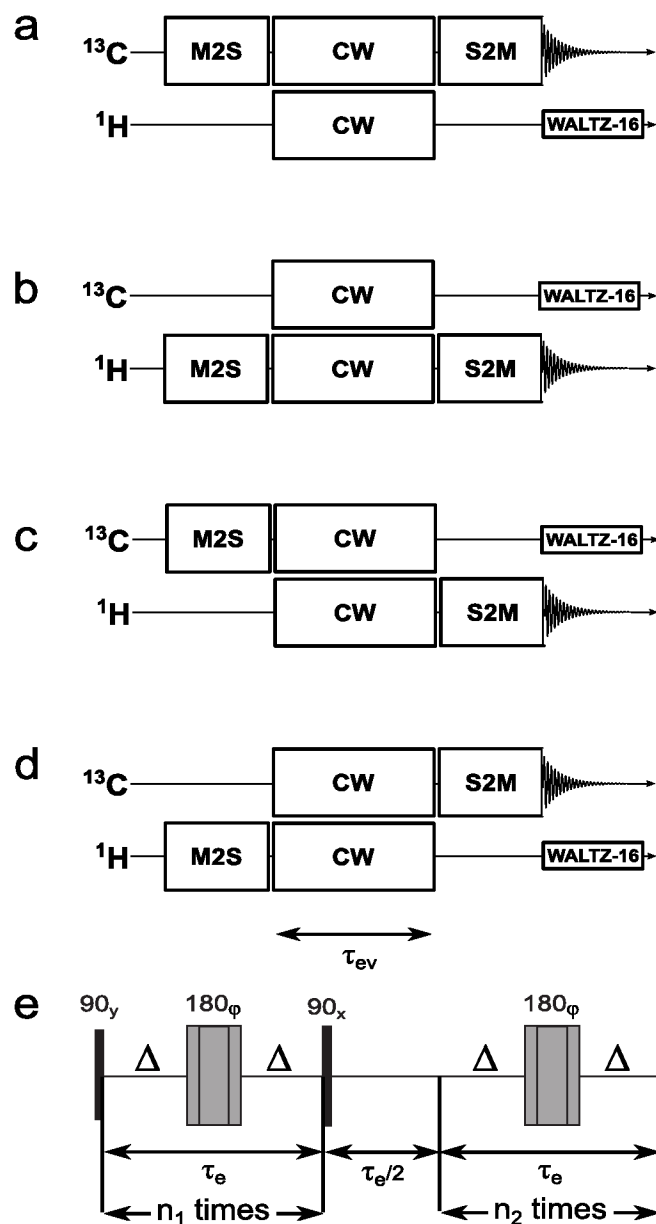 a
¹³C M2S CW S2M
¹H CW WALTZ-16
b
¹³C CW WALTZ-16
¹H M2S CW S2M
c
¹³C M2S CW WALTZ-16
¹H CW S2M
d
¹³C CW S2M
¹H M2S CW WALTZ-16
τev
e
90y 180φ 90x 180φ
Δ Δ Δ Δ
τe τe/2 τe
n₁ times n₂ times